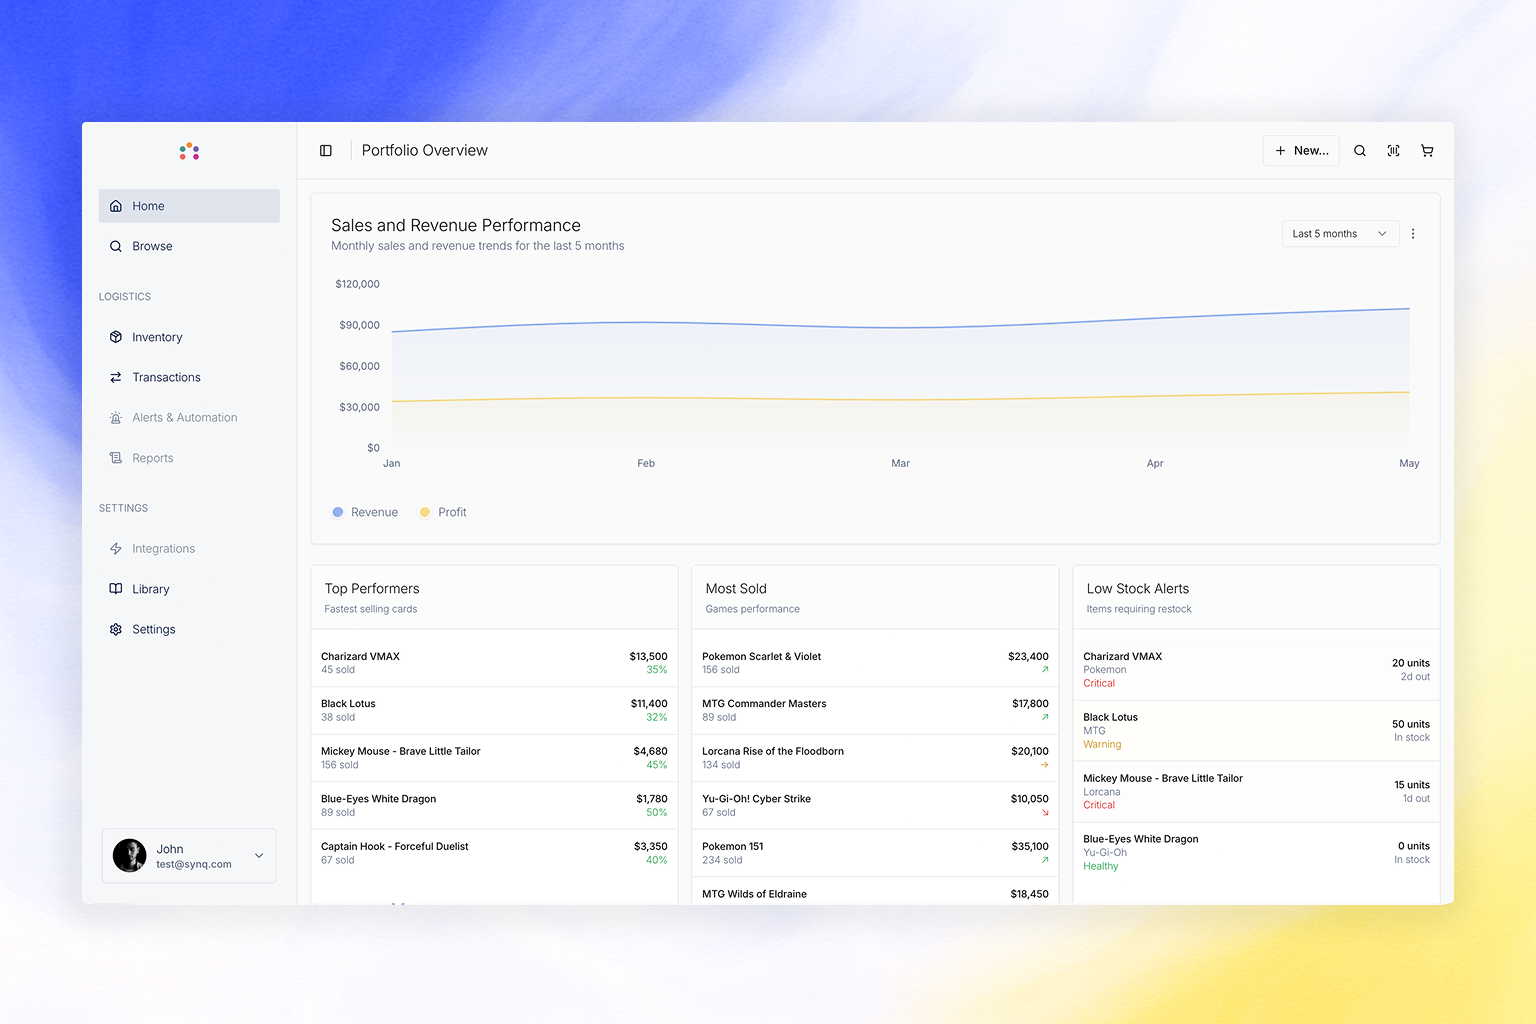 Portfolio Overview
New...
Home
Browse
LOGISTICS
Inventory
Transactions
Alerts & Automation
Reports
SETTINGS
Integrations
Library
Settings
John
test@synq.com
Sales and Revenue Performance
Monthly sales and revenue trends for the last 5 months
Last 5 months
$120,000
$90,000
$60,000
$30,000
$0
Jan Feb Mar Apr May
Revenue Profit
Top Performers
Fastest selling cards
Charizard VMAX $13,500
45 sold 35%
Black Lotus $11,400
38 sold 32%
Mickey Mouse - Brave Little Tailor $4,680
156 sold 45%
Blue-Eyes White Dragon $1,780
89 sold 50%
Captain Hook - Forceful Duelist $3,350
67 sold 40%
Most Sold
Games performance
Pokemon Scarlet & Violet $23,400
156 sold
MTG Commander Masters $17,800
89 sold
Lorcana Rise of the Floodborn $20,100
134 sold
Yu-Gi-Oh! Cyber Strike $10,050
67 sold
Pokemon 151 $35,100
234 sold
MTG Wilds of Eldraine $18,450
Low Stock Alerts
Items requiring restock
Charizard VMAX 20 units
Pokemon 2d out
Critical
Black Lotus 50 units
MTG In stock
Warning
Mickey Mouse - Brave Little Tailor 15 units
Lorcana 1d out
Critical
Blue-Eyes White Dragon 0 units
Yu-Gi-Oh In stock
Healthy